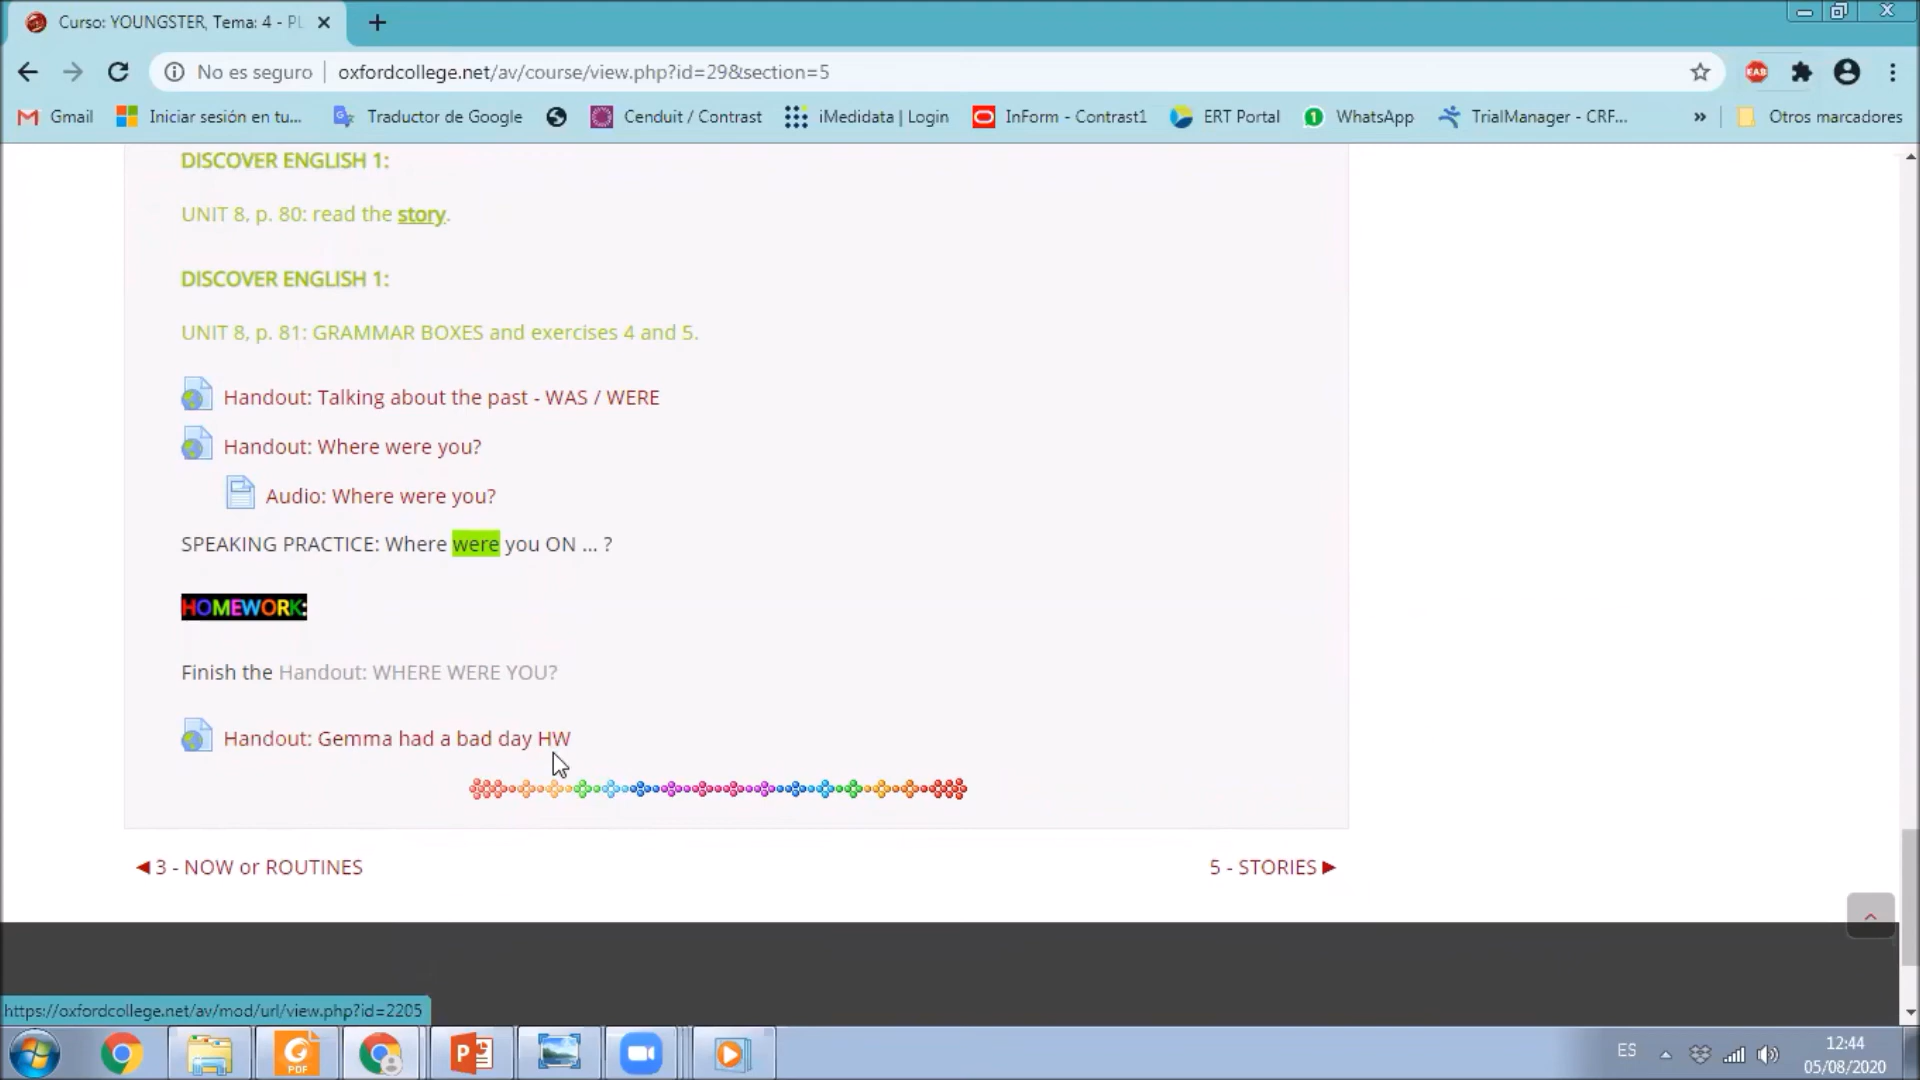 Curso: YOUNGSTER, Tema: 4 - PL
No es seguro
oxfordcollege.net/av/course/view.php?id=29&section=5
Gmail
Iniciar sesión en tu...
Traductor de Google
Cenduit / Contrast
iMedidata | Login
InForm - Contrast1
ERT Portal
1
WhatsApp
TrialManager - CRF...
»
Otros marcadores
DISCOVER ENGLISH 1:
UNIT 8, p. 80: read the story.
DISCOVER ENGLISH 1:
UNIT 8, p. 81: GRAMMAR BOXES and exercises 4 and 5.
Handout: Talking about the past - WAS / WERE
Handout: Where were you?
Audio: Where were you?
SPEAKING PRACTICE: Where were you ON ... ?
HOMEWORK:
Finish the Handout: WHERE WERE YOU?
Handout: Gemma had a bad day HW
◀ 3 - NOW or ROUTINES
5 - STORIES ▶
https://oxfordcollege.net/av/mod/url/view.php?id=2205
PDF
P
ES
12:44
05/08/2020